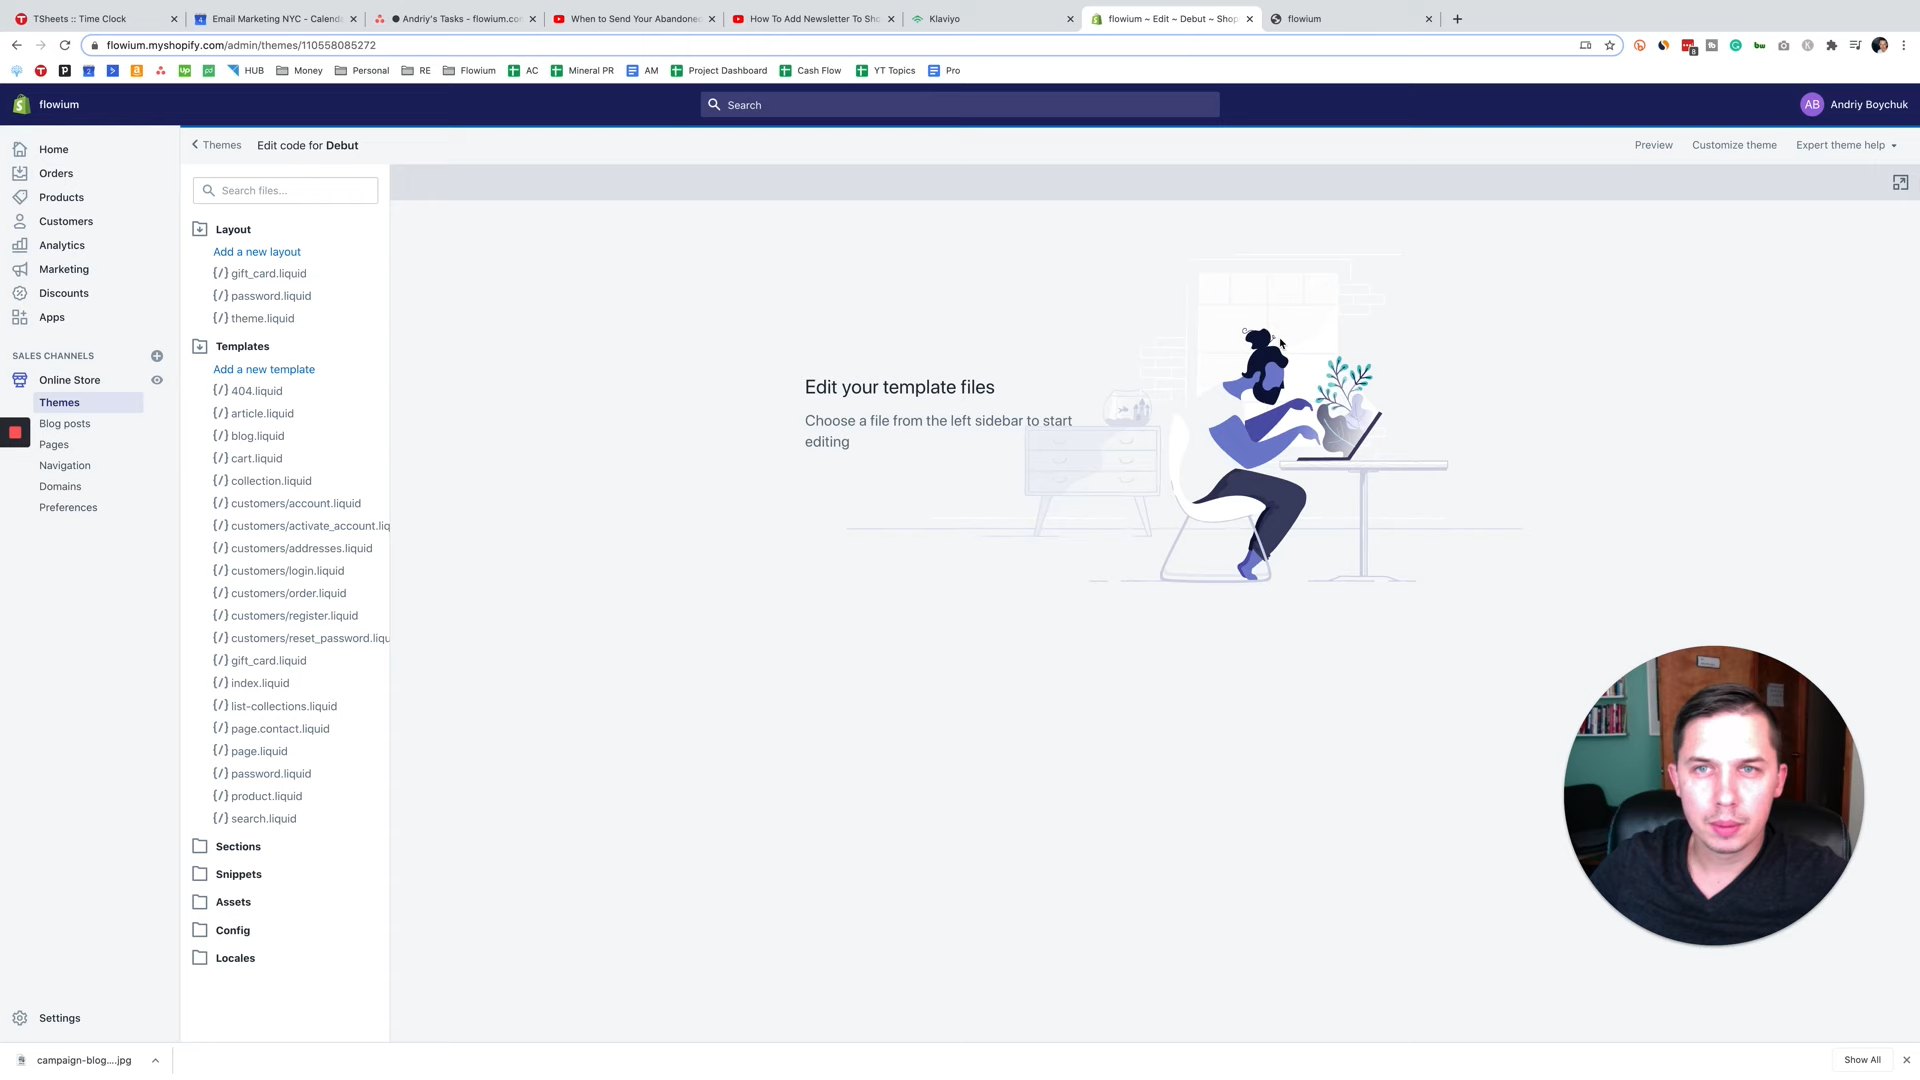 TSheets :: Time Clock
Email Marketing NYC - Calenda
Andriy's Tasks - flowium.com
When to Send Your Abandoned
How To Add Newsletter To Sho
Klaviyo
flowium ~ Edit ~ Debut ~ Shop
flowium
flowium.myshopify.com/admin/themes/110558085272
HUB
Money
Personal
RE
Flowium
AC
Mineral PR
AM
Project Dashboard
Cash Flow
YT Topics
Pro
flowium
Search
AB
Andriy Boychuk
Home
Orders
Products
Customers
Analytics
Marketing
Discounts
Apps
SALES CHANNELS
Online Store
Themes
Blog posts
Pages
Navigation
Domains
Preferences
Settings
Themes
Edit code for Debut
Preview
Customize theme
Expert theme help
Search files...
Layout
Add a new layout
{/} gift_card.liquid
{/} password.liquid
{/} theme.liquid
Templates
Add a new template
{/} 404.liquid
{/} article.liquid
{/} blog.liquid
{/} cart.liquid
{/} collection.liquid
{/} customers/account.liquid
{/} customers/activate_account.liq
{/} customers/addresses.liquid
{/} customers/login.liquid
{/} customers/order.liquid
{/} customers/register.liquid
{/} customers/reset_password.liqu
{/} gift_card.liquid
{/} index.liquid
{/} list-collections.liquid
{/} page.contact.liquid
{/} page.liquid
{/} password.liquid
{/} product.liquid
{/} search.liquid
Sections
Snippets
Assets
Config
Locales
Edit your template files
Choose a file from the left sidebar to start
editing
campaign-blog....jpg
Show All